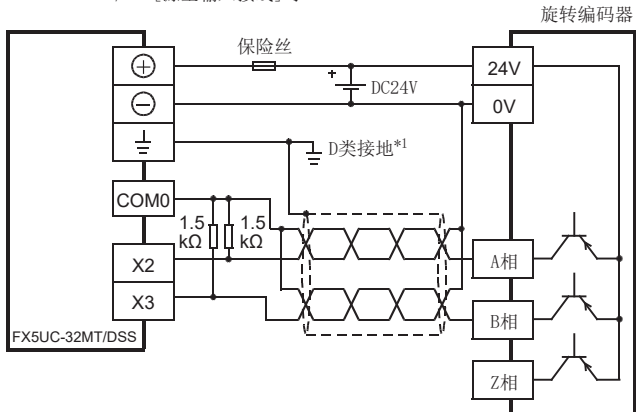 旋转编码器
保险丝
24V
DC24V
0V
D类接地*1
COM0
1.5
kΩ
1.5
kΩ
X2
A相
X3
B相
FX5UC-32MT/DSS
Z相